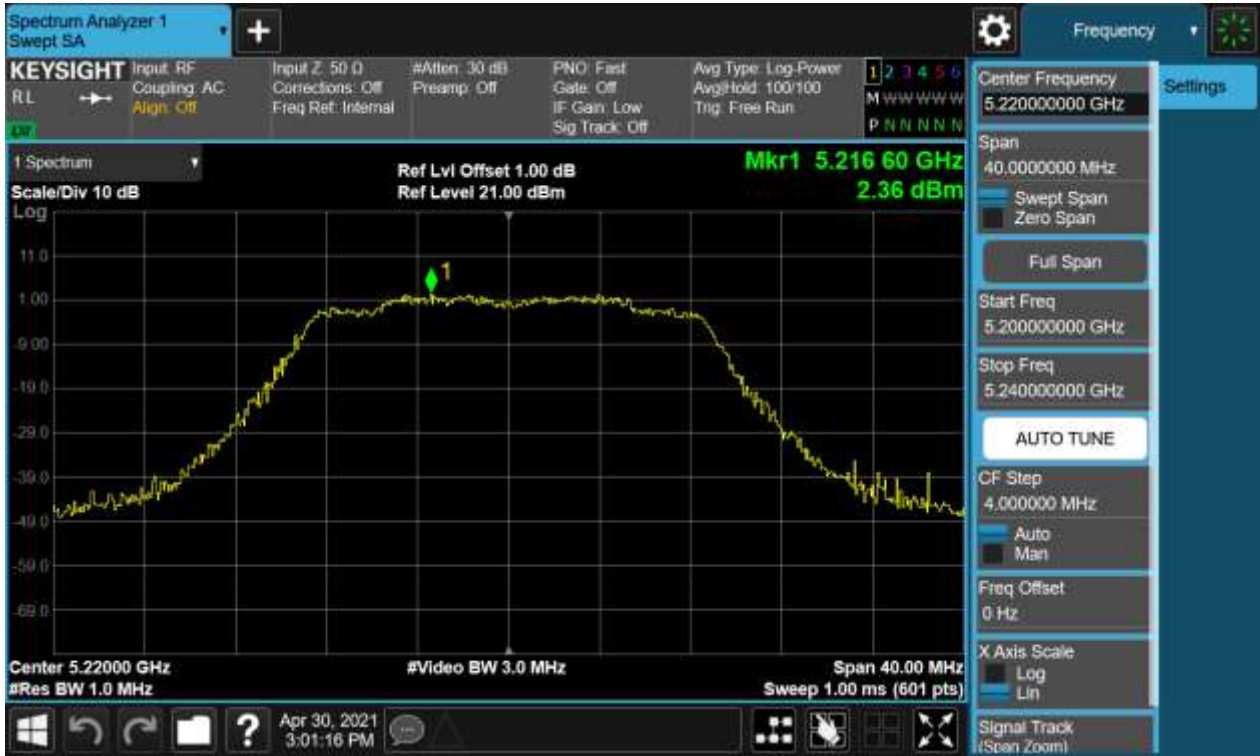 Spectrum Analyzer 1
Swept SA
+
Frequency
KEYSIGHT
RL
Input: RF
Coupling: AC
Align: Off
Input Z: 50 Ω
Corrections: Off
Freq Ref: Internal
#Atten: 30 dB
Preamp: Off
PNO: Fast
Gate: Off
IF Gain: Low
Sig Track: Off
Avg Type: Log-Power
Avg|Hold: 100/100
Trig: Free Run
1 2 3 4 5 6
M W W W W W
P N N N N N
1 Spectrum
Scale/Div 10 dB
Ref Lvl Offset 1.00 dB
Ref Level 21.00 dBm
Mkr1 5.216 60 GHz
2.36 dBm
Log
11.0
1.00
-9.00
-19.0
-29.0
-39.0
-49.0
-59.0
-69.0
1
Center 5.22000 GHz
#Res BW 1.0 MHz
#Video BW 3.0 MHz
Span 40.00 MHz
Sweep 1.00 ms (601 pts)
?
Apr 30, 2021
3:01:16 PM
Center Frequency
5.220000000 GHz
Settings
Span
40.0000000 MHz
Swept Span
Zero Span
Full Span
Start Freq
5.200000000 GHz
Stop Freq
5.240000000 GHz
AUTO TUNE
CF Step
4.000000 MHz
Auto
Man
Freq Offset
0 Hz
X Axis Scale
Log
Lin
Signal Track
(Span Zoom)